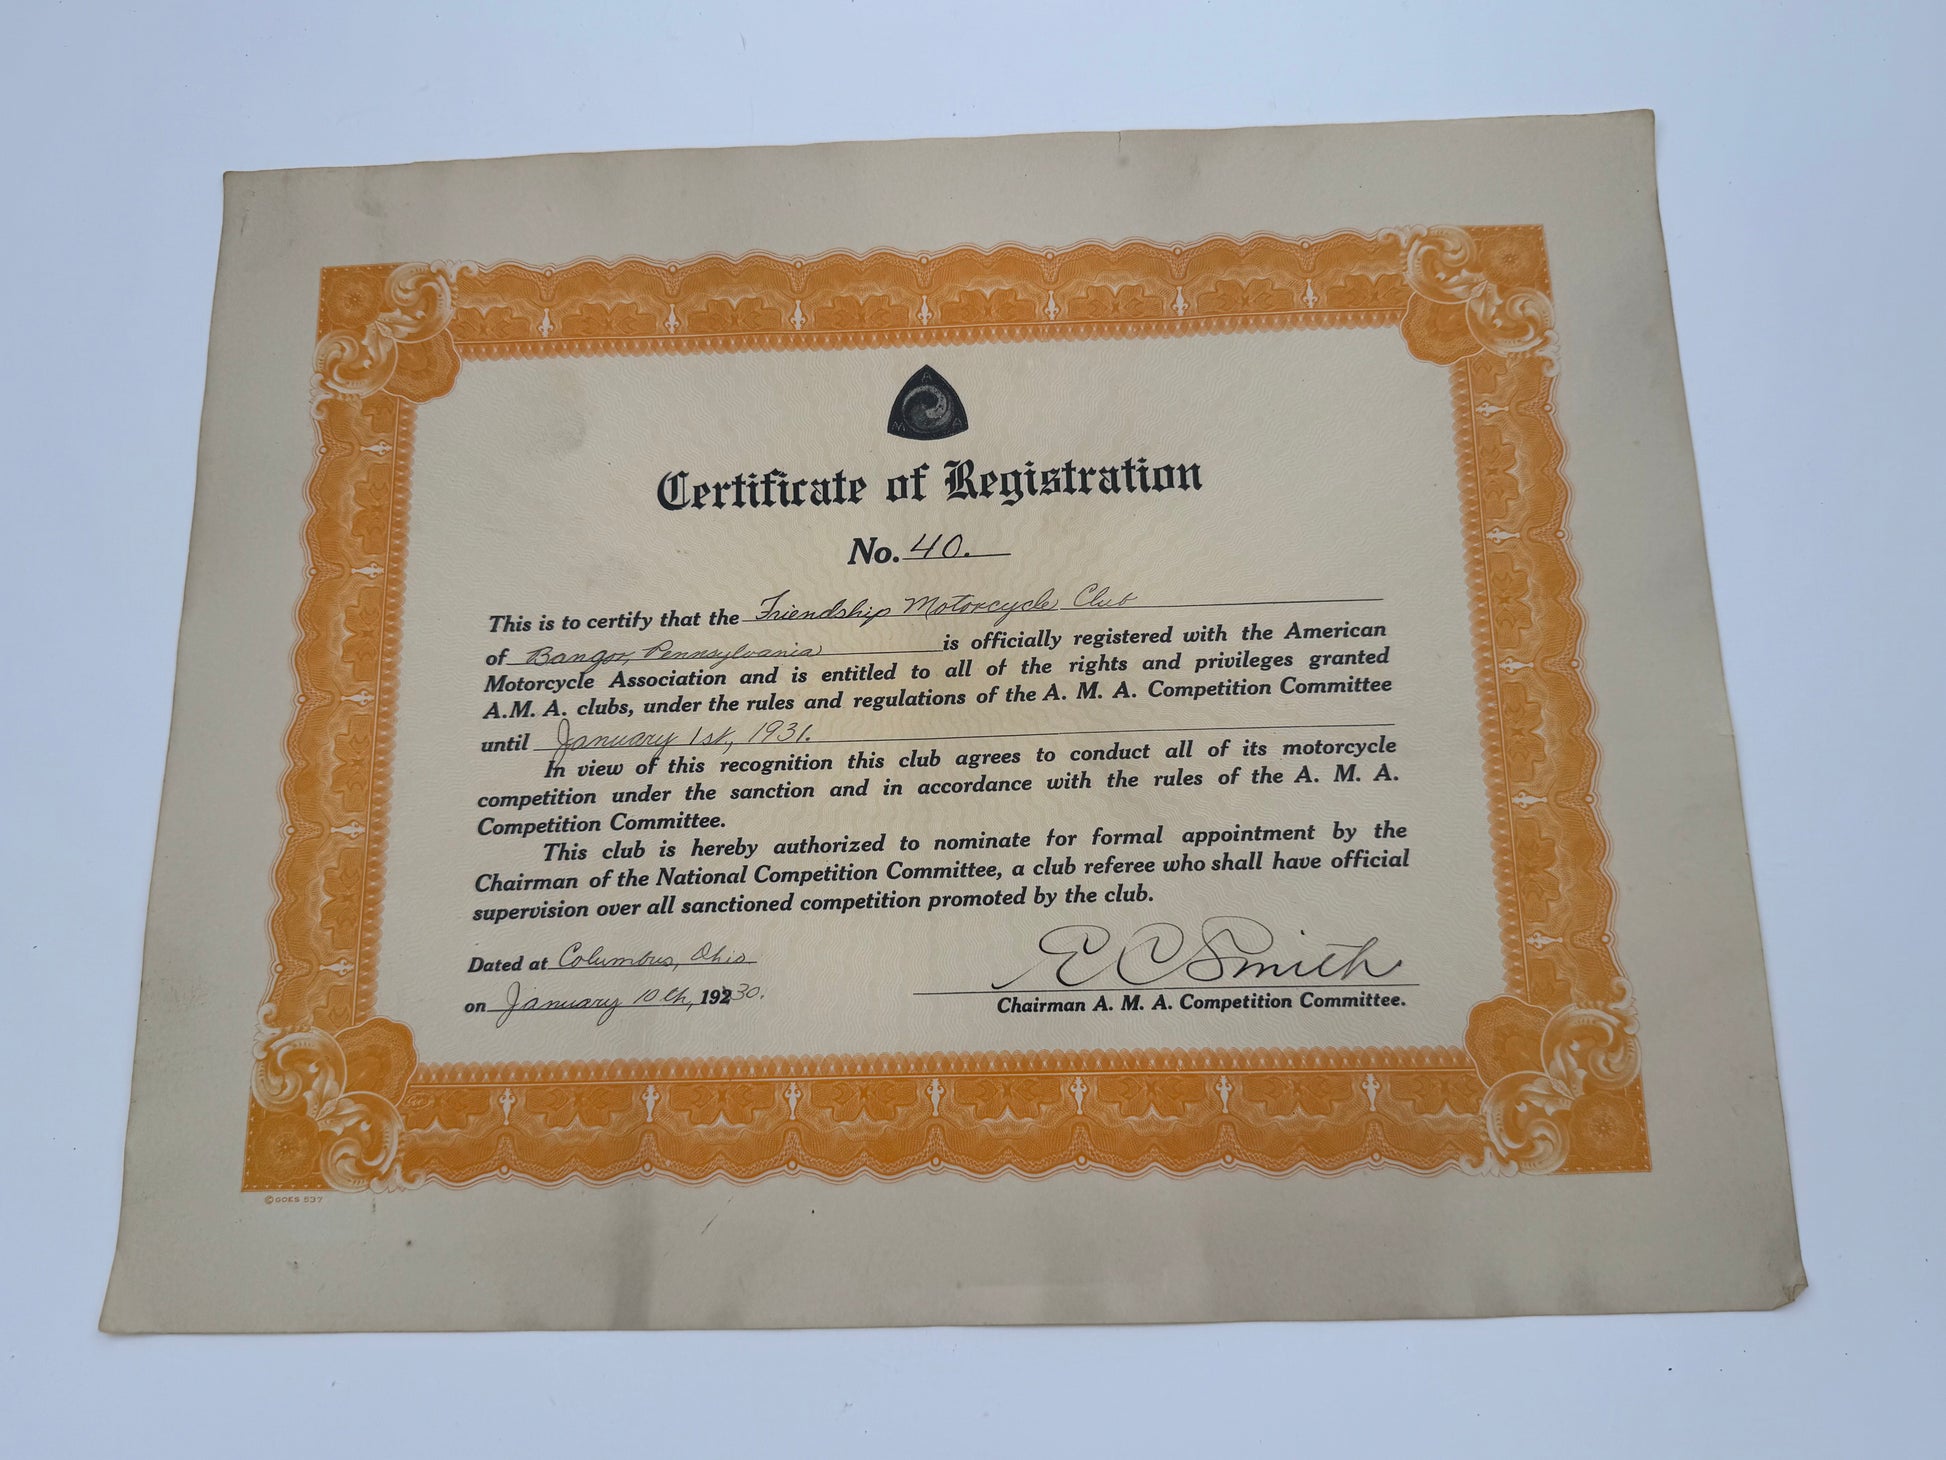 A
M A
Certificate of Registration
No. 40.
This is to certify that the Friendship Motorcycle Club
of Bangor, Pennsylvania is officially registered with the American
Motorcycle Association and is entitled to all of the rights and privileges granted
A.M. A. clubs, under the rules and regulations of the A. M. A. Competition Committee
until January 1st, 1931.
In view of this recognition this club agrees to conduct all of its motorcycle
competition under the sanction and in accordance with the rules of the A. M. A.
Competition Committee.
This club is hereby authorized to nominate for formal appointment by the
Chairman of the National Competition Committee, a club referee who shall have official
supervision over all sanctioned competition promoted by the club.
Dated at Columbus, Ohio
on January 10th, 19230.
E C Smith
Chairman A. M. A. Competition Committee.
© GOES 537